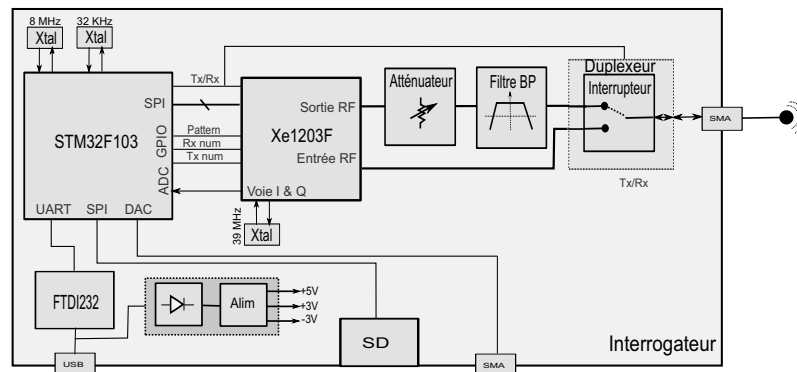 8 MHz
32 KHz
Xtal
Xtal
Tx/Rx
SPI
STM32F103
GPIO
Pattern
Rx num
Tx num
ADC
UART
SPI
DAC
Sortie RF
Xe1203F
Entrée RF
Voie I & Q
39 MHz
Xtal
Atténuateur
Filtre BP
Duplexeur
Interrupteur
Tx/Rx
SMA
FTDI232
Alim
+5V
+3V
-3V
USB
SD
SMA
Interrogateur